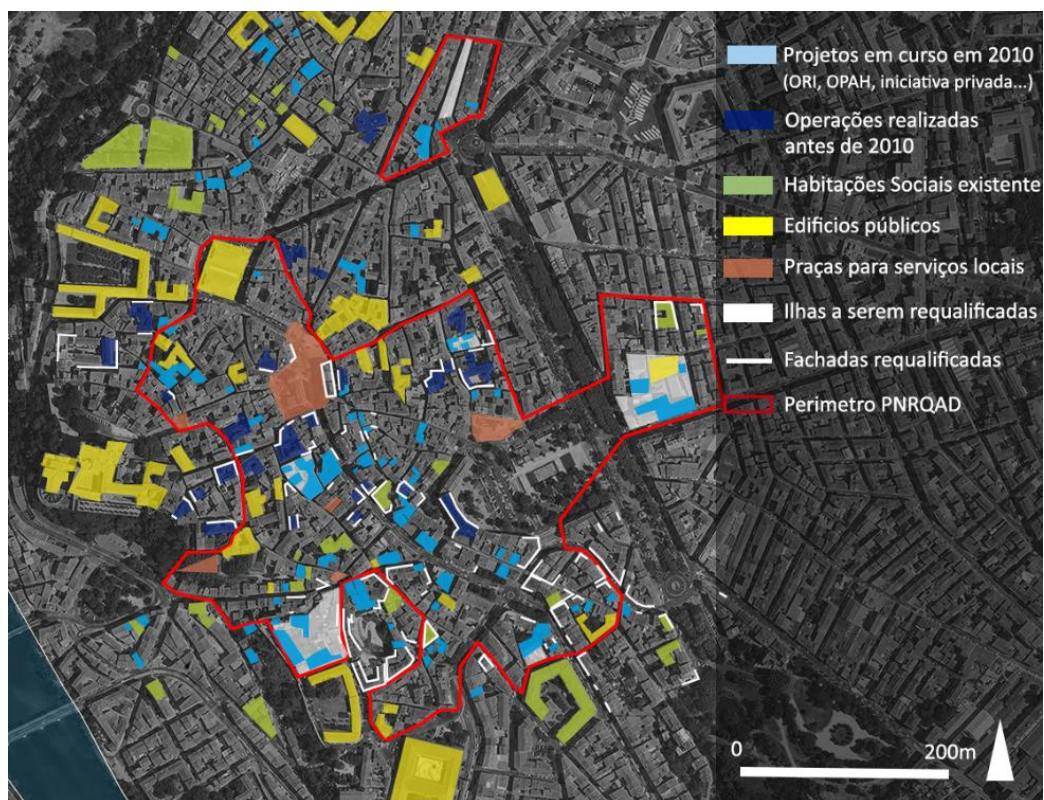 Projetos em curso em 2010
(ORI, OPAH, iniciativa privada...)
Operações realizadas
antes de 2010
Habitações Sociais existente
Edificios públicos
Praças para serviços locais
Ilhas a serem requalificadas
Fachadas requalificadas
Perimetro PNRQAD
0
200m